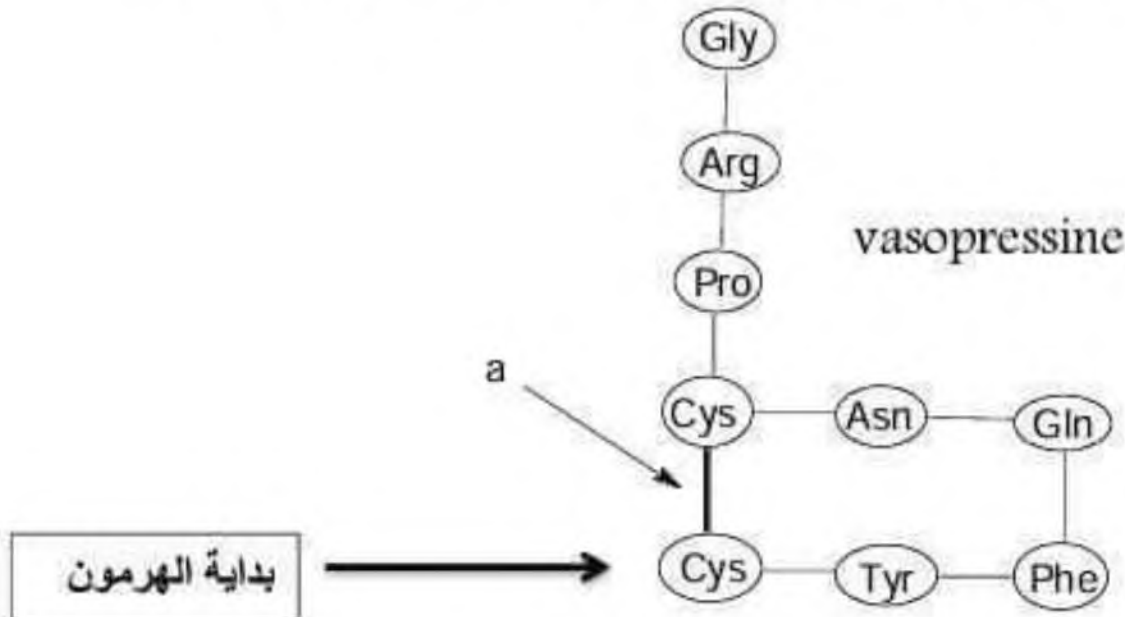 Gly
Arg
vasopressine
Pro
a
Cys Asn Gln
بداية الهرمون
Cys Tyr Phe